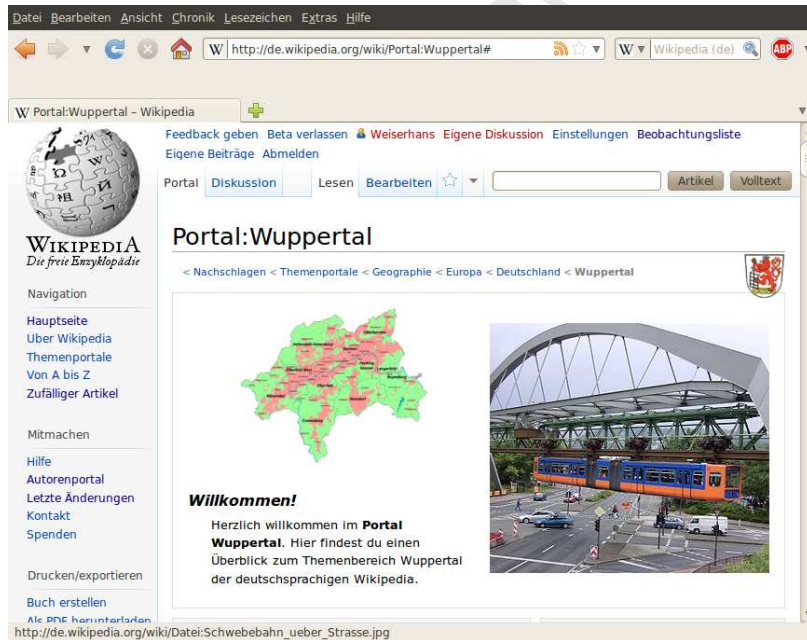 Datei Bearbeiten Ansicht Chronik Lesezeichen Extras Hilfe
W http://de.wikipedia.org/wiki/Portal:Wuppertal# W Wikipedia (de) ABP
W Portal:Wuppertal – Wikipedia
Feedback geben Beta verlassen Weiserhans Eigene Diskussion Einstellungen Beobachtungsliste
Eigene Beiträge Abmelden
Portal Diskussion Lesen Bearbeiten Artikel Volltext
WIKIPEDIA
Die freie Enzyklopädie
Navigation
Hauptseite
Über Wikipedia
Themenportale
Von A bis Z
Zufälliger Artikel
Mitmachen
Hilfe
Autorenportal
Letzte Änderungen
Kontakt
Spenden
Drucken/exportieren
Buch erstellen
Als PDF herunterladen
Portal:Wuppertal
< Nachschlagen < Themenportale < Geographie < Europa < Deutschland < Wuppertal
Willkommen!
Herzlich willkommen im Portal
Wuppertal. Hier findest du einen
Überblick zum Themenbereich Wuppertal
der deutschsprachigen Wikipedia.
http://de.wikipedia.org/wiki/Datei:Schwebebahn_ueber_Strasse.jpg